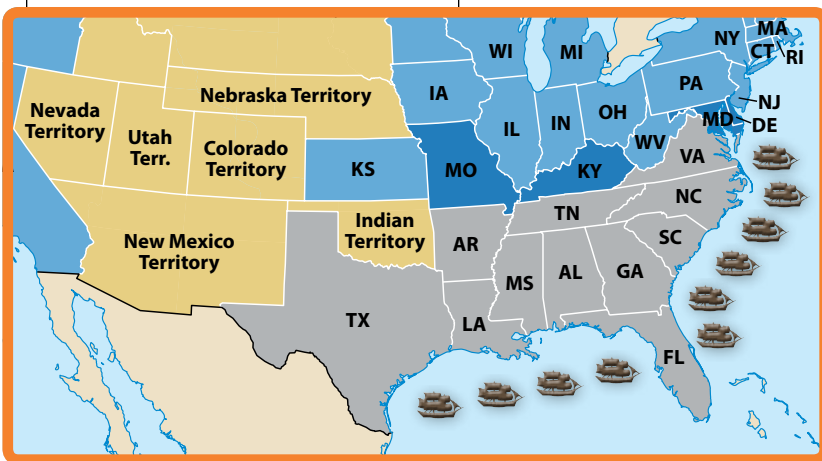 NY
MA
CT
RI
WI
MI
PA
NJ
IA
Nebraska Territory
OH
MD
DE
Nevada
Territory
IL
IN
WV
Utah
Terr.
Colorado
Territory
KS
MO
KY
VA
NC
TN
Indian
Territory
SC
New Mexico
Territory
AR
MS
AL
GA
TX
LA
FL